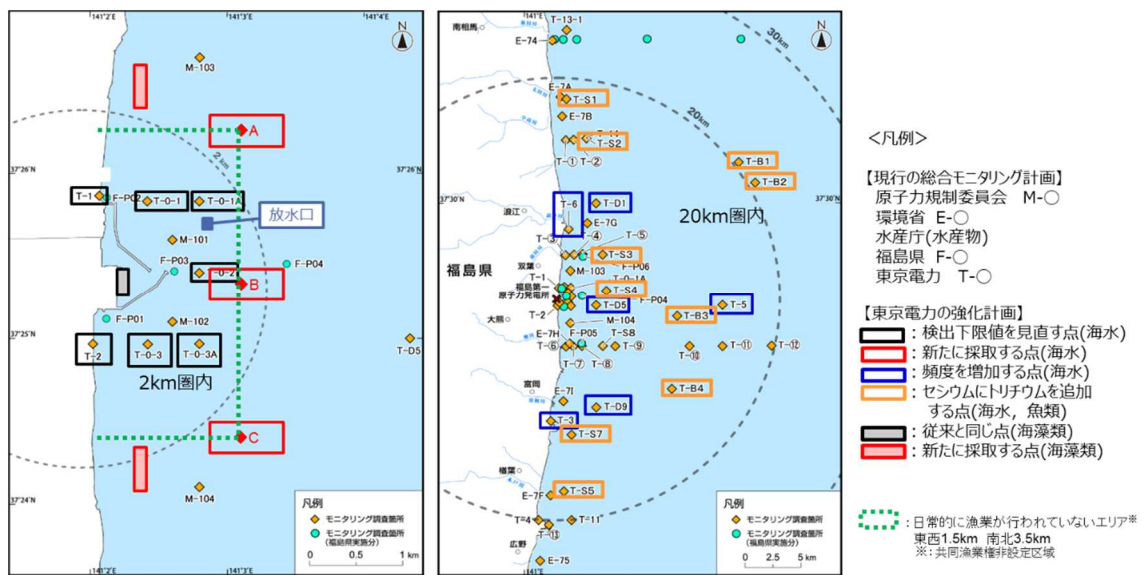 141°2'E
141°3'E
141°4'E
N
M-103
A
2 km
37°26'N
T-1
F-P02
T-0-1
T-0-1A
放水口
M-101
F-P03
F-P04
T-0-2
B
F-P01
M-102
37°25'N
T-2
T-0-3
T-0-3A
T-D5
2km圏内
C
M-104
37°24'N
凡例
モニタリング調査箇所
モニタリング調査箇所
(福島県実施分)
0 0.5 1 km
141°2'E
141°3'E
141°E
N
南相馬
T-13-1
E-74
30km
E-7A
T-S1
E-7B
20km
T-S2
T-①
T-②
T-B1
T-B2
37°30'N
浪江
T-6
T-D1
E-7G
20km圏内
T-③
T-④
T-⑤
T-S3
双葉
M-103
F-P06
福島県
T-1
T-0-1A
福島第一
原子力発電所
T-S4
F-P04
T-D5
T-5
T-2
大熊
T-B3
M-104
E-7H
F-P05
T-S8
T-⑥
T-⑦
T-⑧
T-⑨
T-⑩
T-⑪
T-⑫
富岡
T-B4
E-7I
T-D9
T-3
T-S7
楢葉
T-S5
E-7F
T-4
T-11
T-⑬
広野
E-75
凡例
モニタリング調査箇所
モニタリング調査箇所
(福島県実施分)
0 2.5 5 km
141°E
<凡例>
【現行の総合モニタリング計画】
原子力規制委員会 M-○
環境省 E-○
水産庁(水産物)
福島県 F-○
東京電力 T-○
【東京電力の強化計画】
：検出下限値を見直す点(海水)
：新たに採取する点(海水)
：頻度を増加する点(海水)
：セシウムにトリチウムを追加
する点(海水，魚類)
：従来と同じ点(海藻類)
：新たに採取する点(海藻類)
：日常的に漁業が行われていないエリア※
東西1.5km 南北3.5km
※：共同漁業権非設定区域